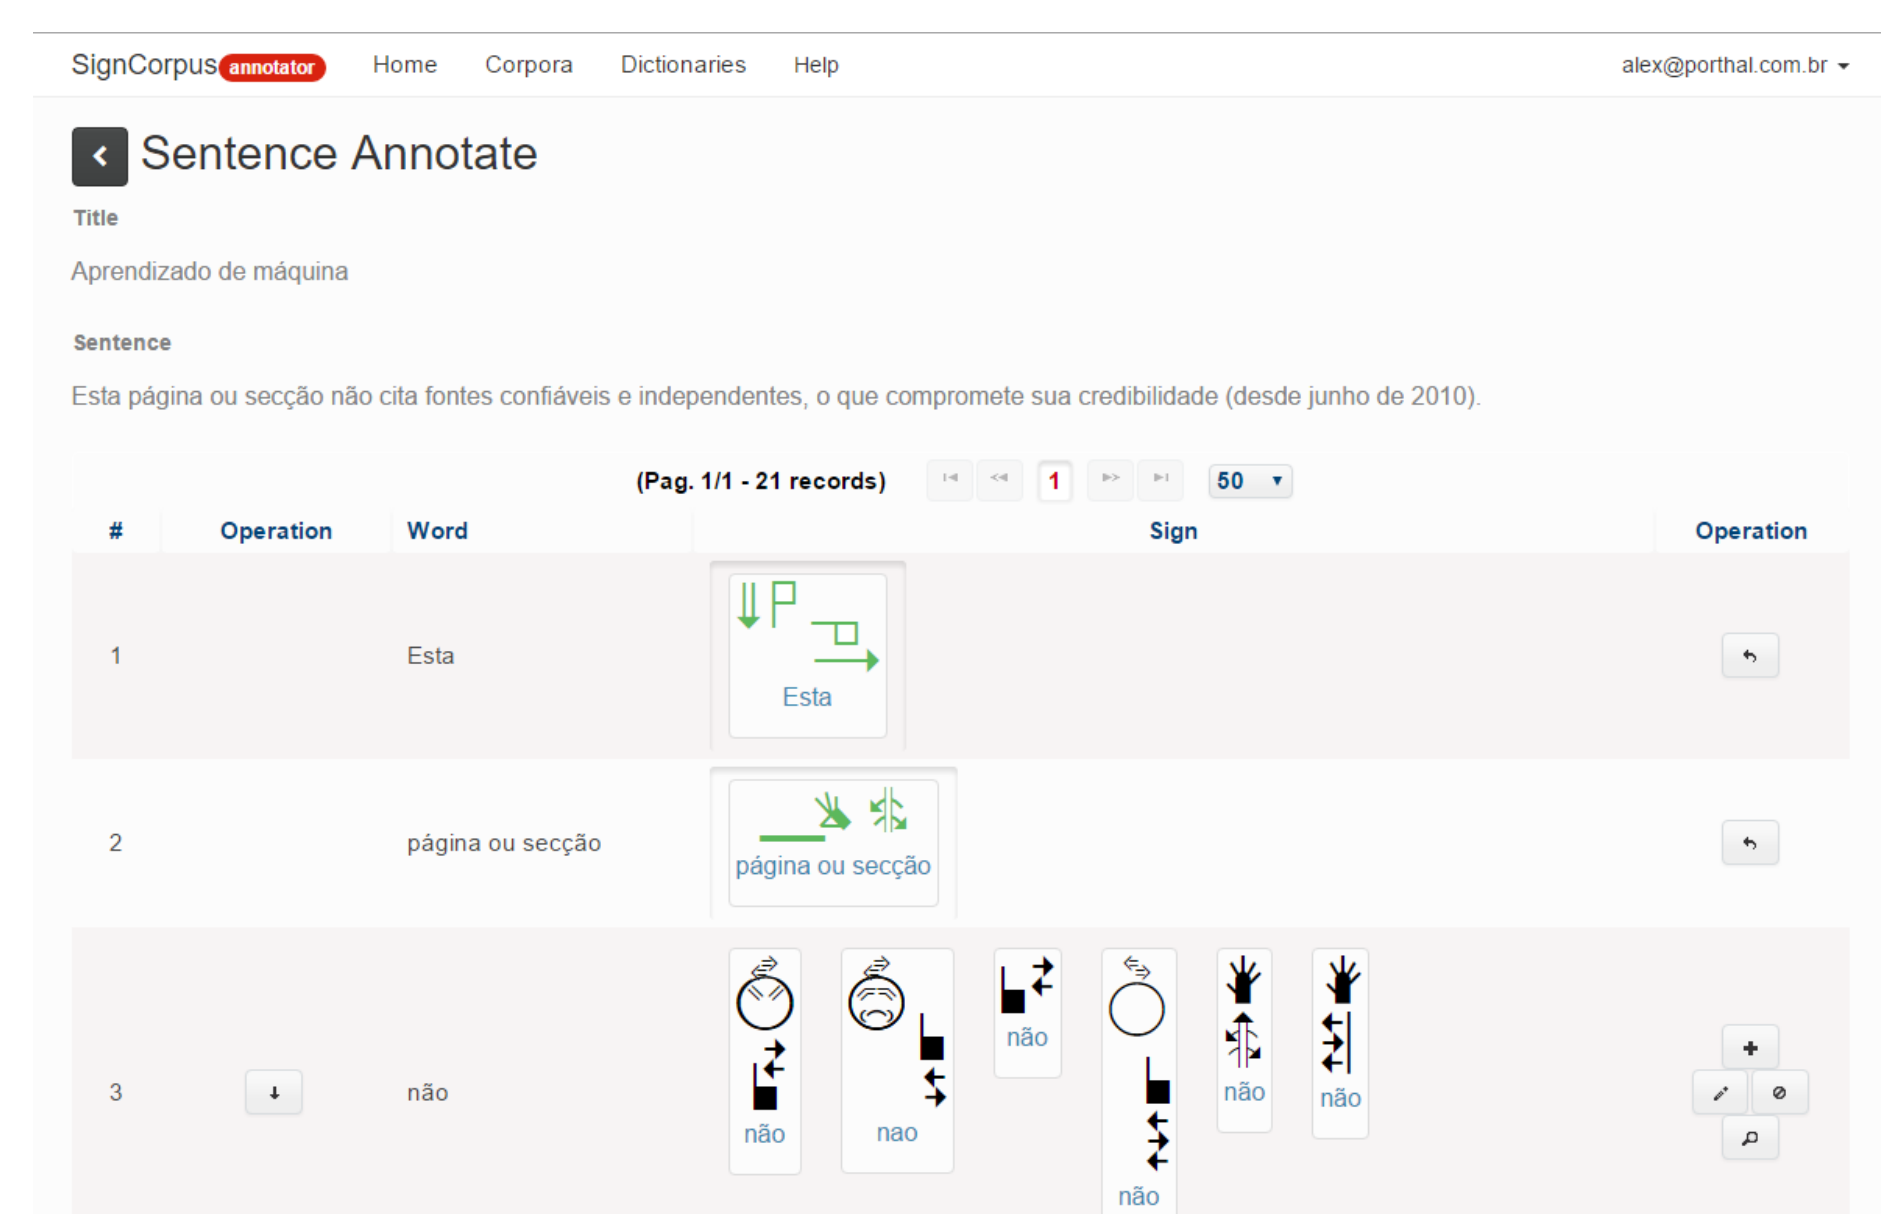 SignCorpus annotator Home Corpora Dictionaries Help alex@porthal.com.br
Sentence Annotate
Title
Aprendizado de máquina
Sentence
Esta página ou secção não cita fontes confiáveis e independentes, o que compromete sua credibilidade (desde junho de 2010).
(Pag. 1/1 - 21 records) 1 50
# Operation Word Sign Operation
1 Esta Esta
2 página ou secção página ou secção
3 não não nao não não não não